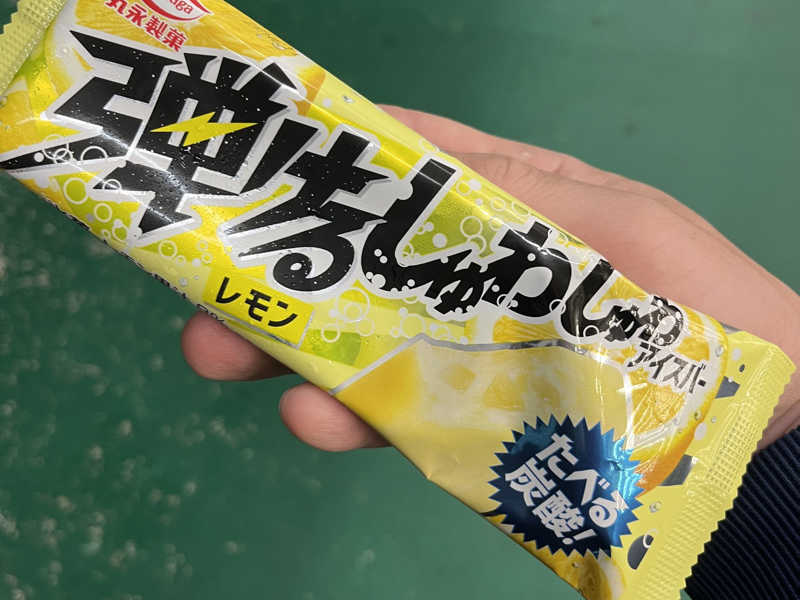 丸永製菓
弾ける
しゅわしゅわ
アイスバー
レモン
たべる
炭酸!